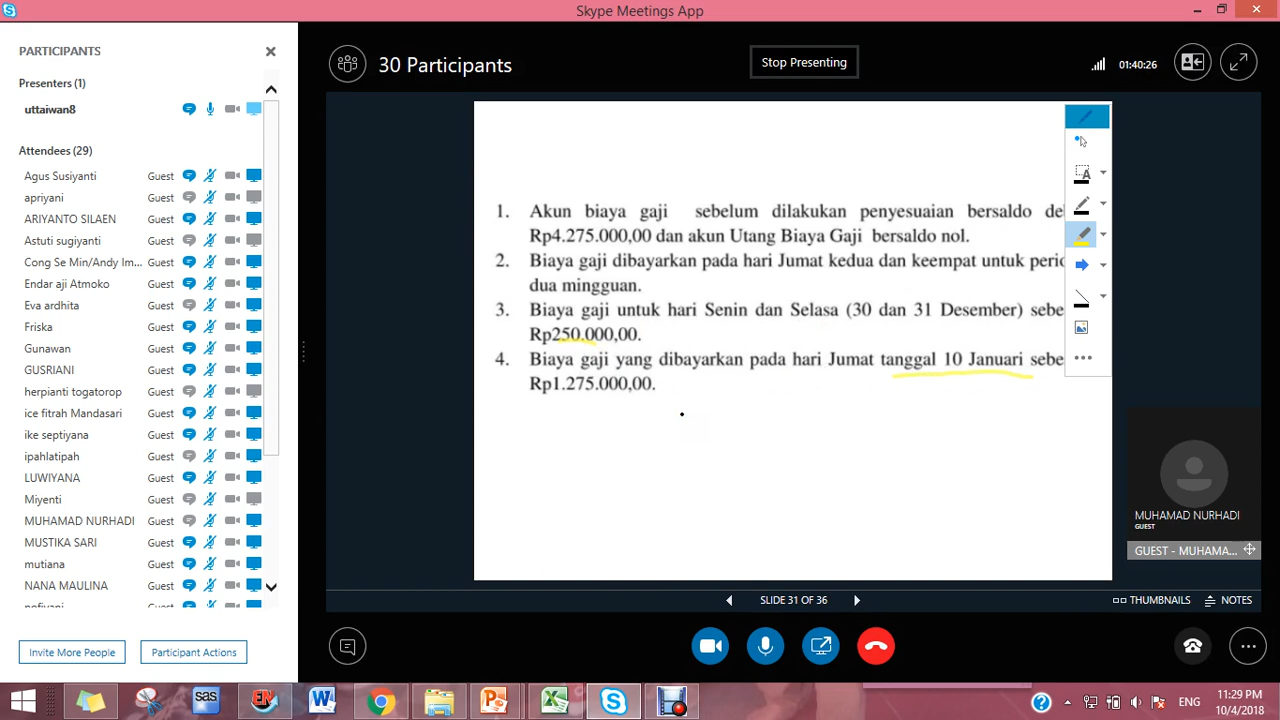 Skype Meetings App
PARTICIPANTS
Presenters (1)
uttaiwan8
Attendees (29)
Agus Susiyanti Guest
apriyani Guest
ARIYANTO SILAEN Guest
Astuti sugiyanti Guest
Cong Se Min/Andy Im... Guest
Endar aji Atmoko Guest
Eva ardhita Guest
Friska Guest
Gunawan Guest
GUSRIANI Guest
herpianti togatorop Guest
ice fitrah Mandasari Guest
ike septiyana Guest
ipahlatipah Guest
LUWIYANA Guest
Miyenti Guest
MUHAMAD NURHADI Guest
MUSTIKA SARI Guest
mutiana Guest
NANA MAULINA Guest
Invite More People
Participant Actions
30 Participants
Stop Presenting
01:40:26
1. Akun biaya gaji sebelum dilakukan penyesuaian bersaldo
Rp4.275.000,00 dan akun Utang Biaya Gaji bersaldo nol.
2. Biaya gaji dibayarkan pada hari Jumat kedua dan keempat untuk
dua mingguan.
3. Biaya gaji untuk hari Senin dan Selasa (30 dan 31 Desember)
Rp250.000,00.
4. Biaya gaji yang dibayarkan pada hari Jumat tanggal 10 Januari
Rp1.275.000,00.
MUHAMAD NURHADI
GUEST
GUEST - MUHAMA...
SLIDE 31 OF 36
THUMBNAILS
NOTES
sas
EN
ENG
11:29 PM
10/4/2018